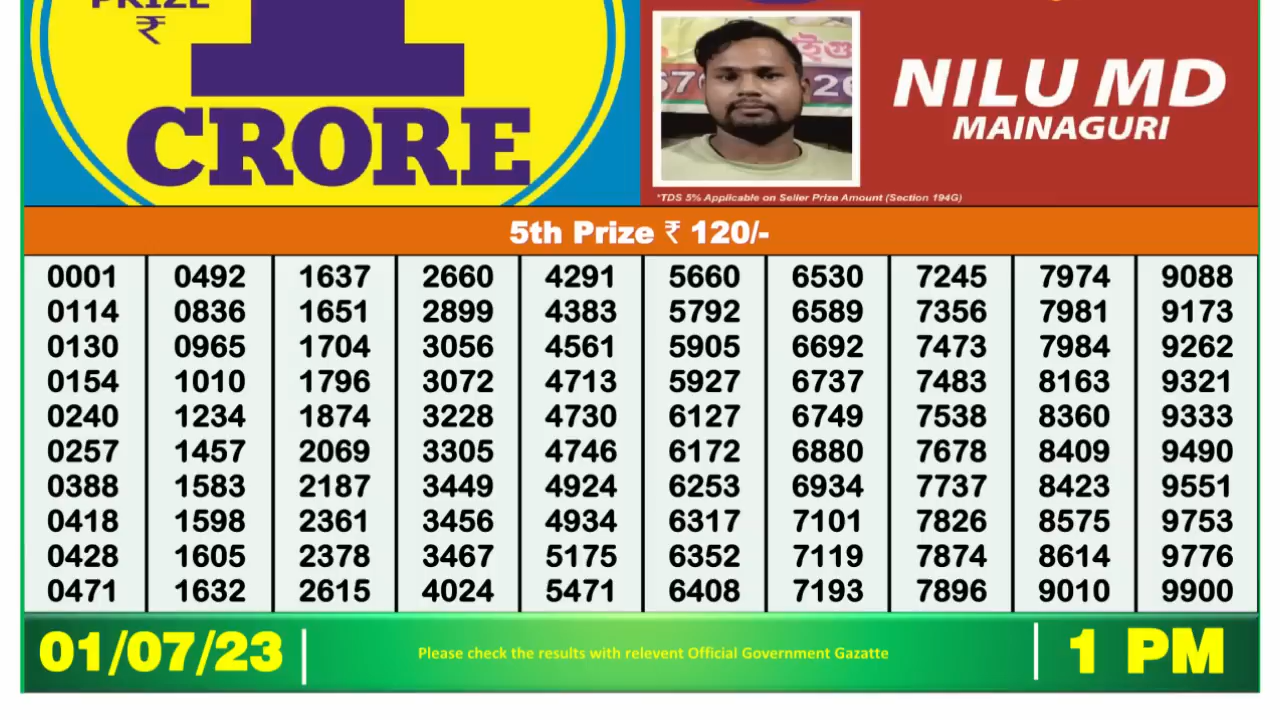 PRIZE
₹
1
CRORE
NILU MD
MAINAGURI
*TDS 5% Applicable on Seller Prize Amount (Section 194G)
5th Prize ₹ 120/-
0001 0492 1637 2660 4291 5660 6530 7245 7974 9088
0114 0836 1651 2899 4383 5792 6589 7356 7981 9173
0130 0965 1704 3056 4561 5905 6692 7473 7984 9262
0154 1010 1796 3072 4713 5927 6737 7483 8163 9321
0240 1234 1874 3228 4730 6127 6749 7538 8360 9333
0257 1457 2069 3305 4746 6172 6880 7678 8409 9490
0388 1583 2187 3449 4924 6253 6934 7737 8423 9551
0418 1598 2361 3456 4934 6317 7101 7826 8575 9753
0428 1605 2378 3467 5175 6352 7119 7874 8614 9776
0471 1632 2615 4024 5471 6408 7193 7896 9010 9900
01/07/23
Please check the results with relevent Official Government Gazatte
1 PM